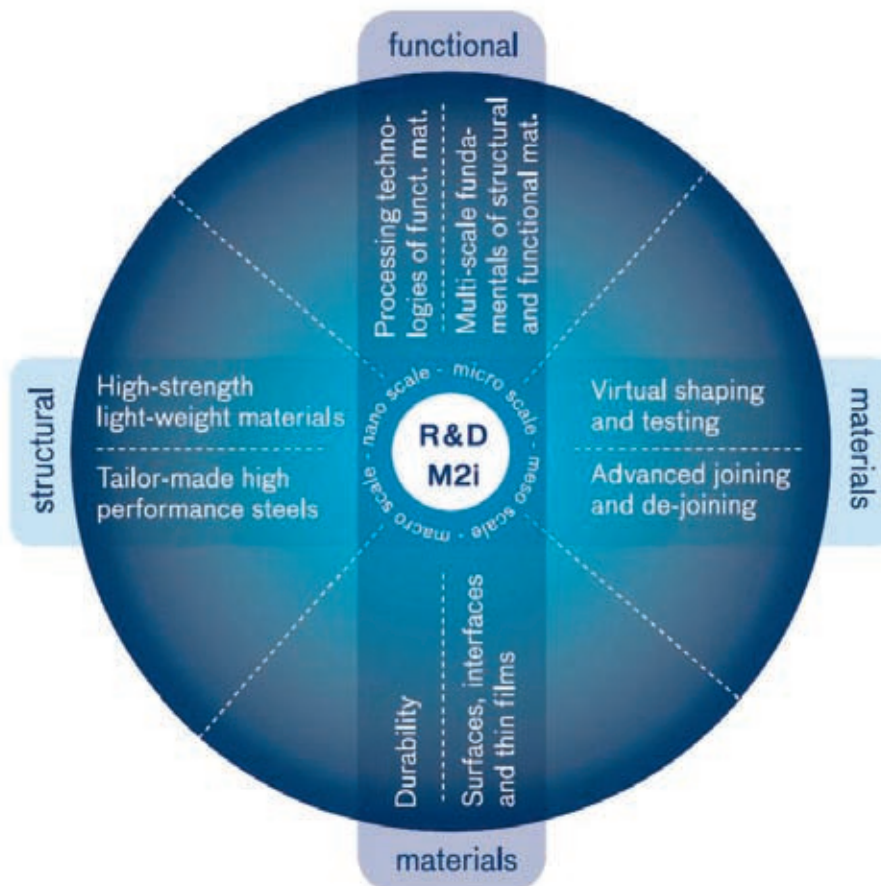 functional
Processing techno-
logies of funct. mat.
Multi-scale funda-
mentals of structural
and functional mat.
structural
High-strength
light-weight materials
Tailor-made high
performance steels
macro scale - nano scale - micro scale - meso scale -
R&D
M2i
Virtual shaping
and testing
Advanced joining
and de-joining
materials
Durability
Surfaces, interfaces
and thin films
materials